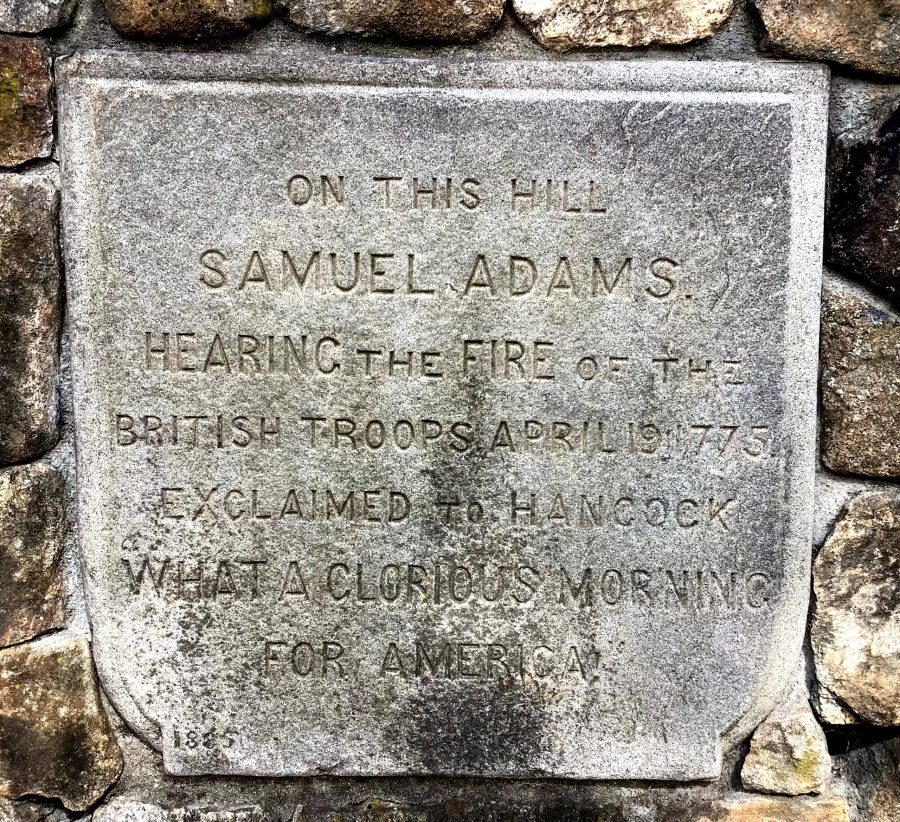 ON THIS HILL
SAMUEL ADAMS.
HEARING THE FIRE OF THE
BRITISH TROOPS APRIL 19 1775.
EXCLAIMED TO HANCOCK
WHAT A GLORIOUS MORNING
FOR AMERICA
1885